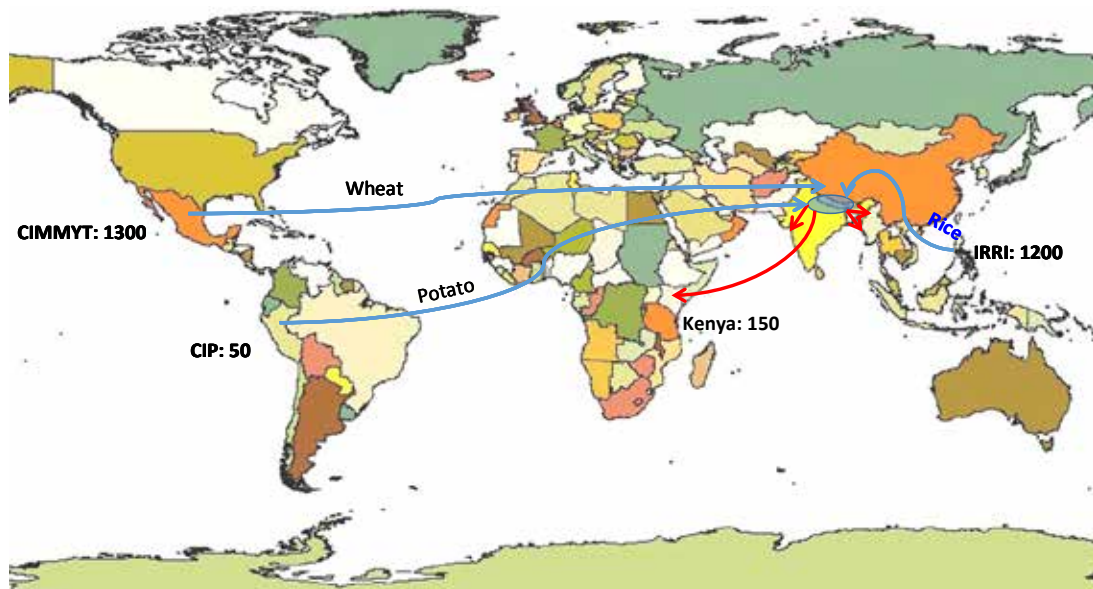 Wheat
CIMMYT: 1300
Rice
IRRI: 1200
Potato
Kenya: 150
CIP: 50